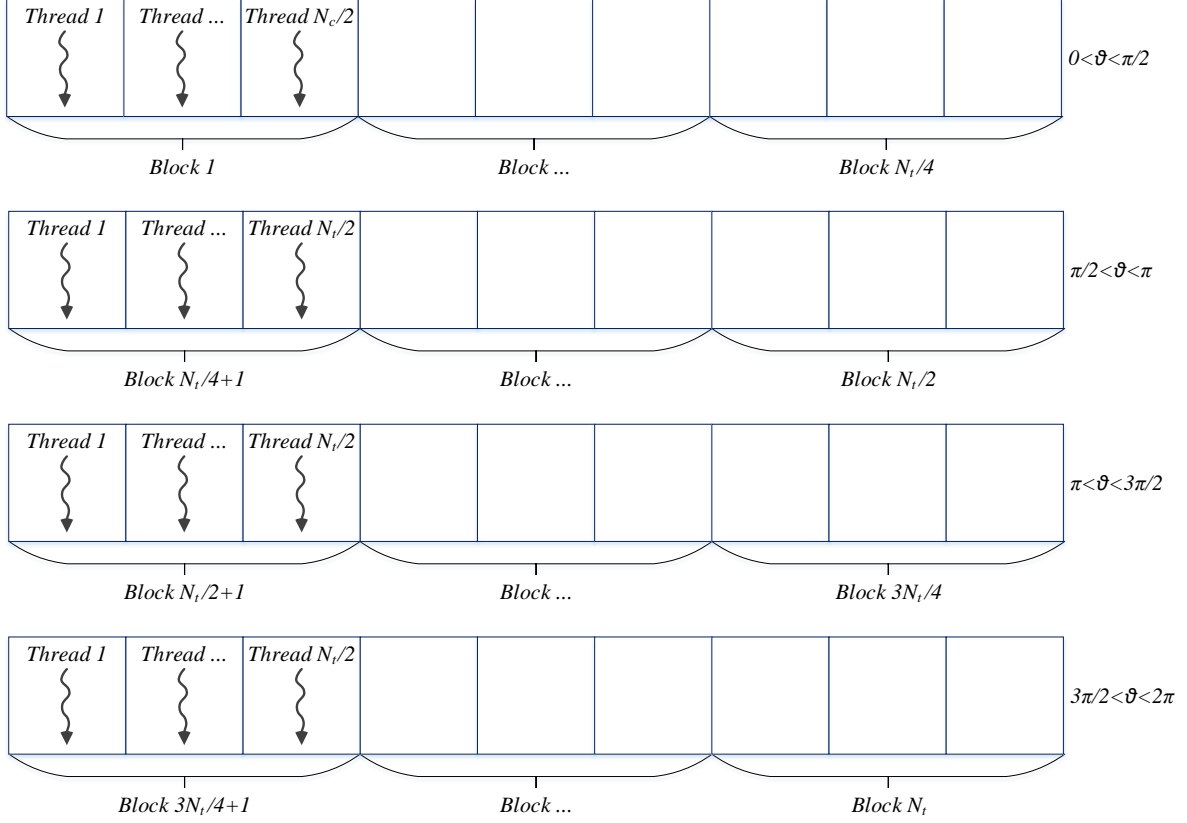 Thread 1 Thread ... Thread N_c/2
0<ϑ<π/2
Block 1 Block ... Block N_t/4
Thread 1 Thread ... Thread N_t/2
π/2<ϑ<π
Block N_t/4+1 Block ... Block N_t/2
Thread 1 Thread ... Thread N_t/2
π<ϑ<3π/2
Block N_t/2+1 Block ... Block 3N_t/4
Thread 1 Thread ... Thread N_t/2
3π/2<ϑ<2π
Block 3N_t/4+1 Block ... Block N_t